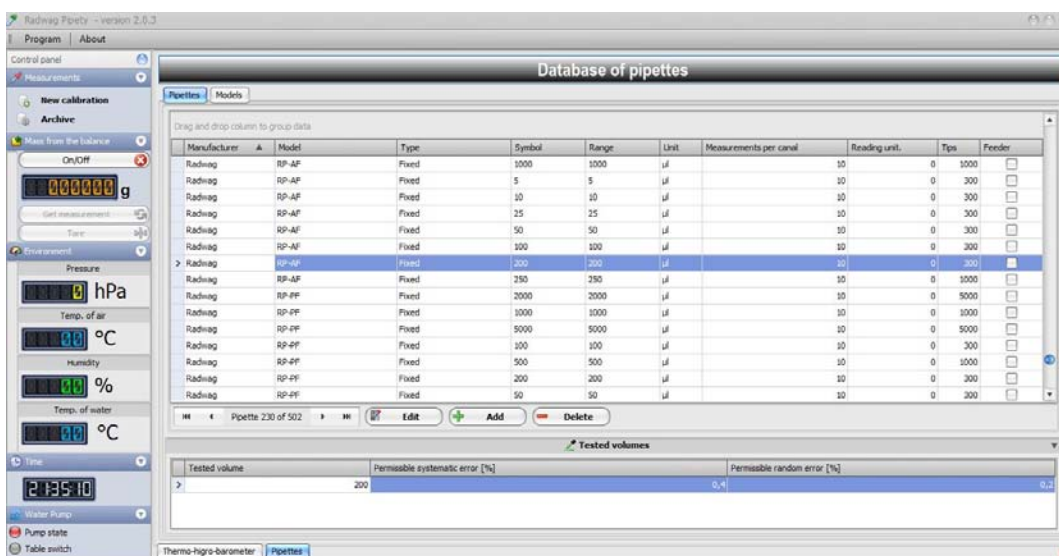 Radwag Pipety - version 2.0.3
Program About
Control panel
Measurements
New calibration
Archive
Mass from the balance
On/Off
000000 g
Get measurement
Tare
Environment
Pressure
0 hPa
Temp. of air
00 °C
Humidity
00 %
Temp. of water
00 °C
Time
21:35:10
Water Pump
Pump state
Table switch
Database of pipettes
Pipettes Models
Drag and drop column to group data
Manufacturer Model Type Symbol Range Unit Measurements per canal Reading unit. Tips Feeder
Radwag RP-AF Fixed 1000 1000 µl 10 0 1000
Radwag RP-AF Fixed 5 5 µl 10 0 300
Radwag RP-AF Fixed 10 10 µl 10 0 300
Radwag RP-AF Fixed 25 25 µl 10 0 300
Radwag RP-AF Fixed 50 50 µl 10 0 300
Radwag RP-AF Fixed 100 100 µl 10 0 300
> Radwag RP-AF Fixed 200 200 µl 10 0 300
Radwag RP-AF Fixed 250 250 µl 10 0 1000
Radwag RP-PF Fixed 2000 2000 µl 10 0 5000
Radwag RP-PF Fixed 1000 1000 µl 10 0 1000
Radwag RP-PF Fixed 5000 5000 µl 10 0 5000
Radwag RP-PF Fixed 100 100 µl 10 0 300
Radwag RP-PF Fixed 500 500 µl 10 0 1000
Radwag RP-PF Fixed 200 200 µl 10 0 300
Radwag RP-PF Fixed 50 50 µl 10 0 300
Pipette 230 of 502 Edit Add Delete
Tested volumes
Tested volume Permissible systematic error [%] Permissible random error [%]
> 200 0,4 0,2
Thermo-higro-barometer Pipettes